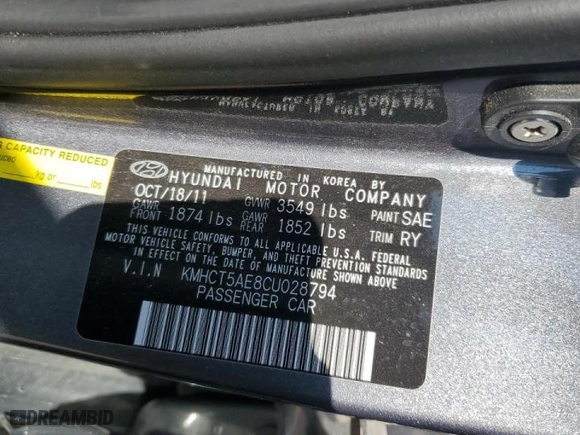 CAPACITY REDUCED
kg or lbs
MANUFACTURED IN KOREA BY
HYUNDAI MOTOR COMPANY
OCT/18/11 GVWR 3549 lbs PAINT SAE
GAWR FRONT 1874 lbs GAWR REAR 1852 lbs TRIM RY
THIS VEHICLE CONFORMS TO ALL APPLICABLE U.S.A. FEDERAL
MOTOR VEHICLE SAFETY, BUMPER, AND THEFT PREVENTION STANDARDS
IN EFFECT ON THE DATE OF MANUFACTURE SHOWN ABOVE
V.I.N KMHCT5AE8CU028794
PASSENGER CAR
DREAMBID